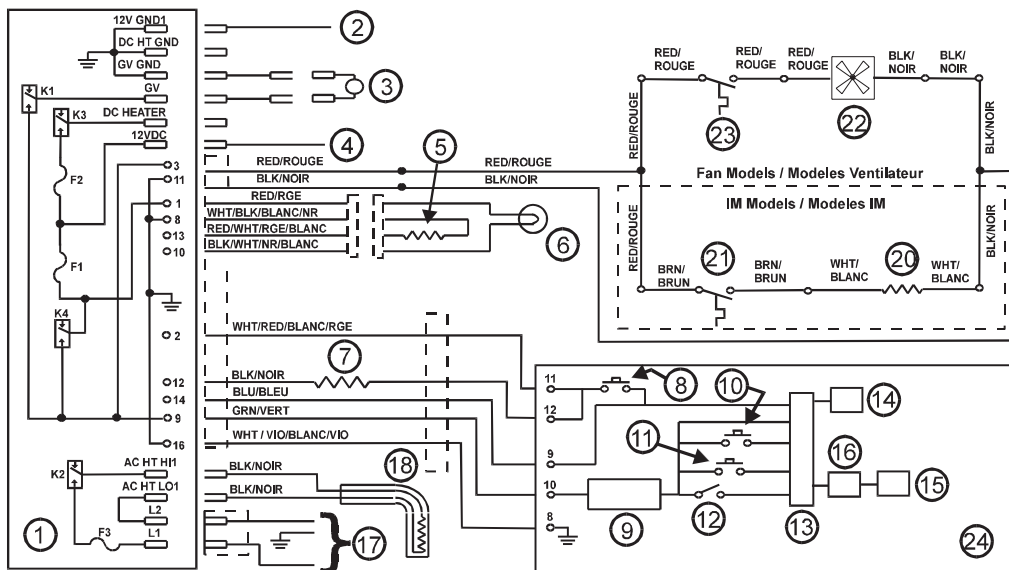 12V GND1
DC HT GND
GV GND
GV
DC HEATER
12VDC
K1
K3
F2
F1
K4
K2
F3
3
11
1
8
13
10
2
12
14
9
16
AC HT HI1
AC HT LO1
L2
L1
1
2
3
4
5
6
RED/ROUGE
RED/ROUGE
BLK/NOIR
BLK/NOIR
RED/RGE
WHT/BLK/BLANC/NR
RED/WHT/RGE/BLANC
BLK/WHT/NR/BLANC
WHT/RED/BLANC/RGE
7
BLK/NOIR
BLU/BLEU
GRN/VERT
WHT / VIO/BLANC/VIO
BLK/NOIR
BLK/NOIR
18
17
RED/
ROUGE
RED/
ROUGE
RED/
ROUGE
BLK/
NOIR
BLK/
NOIR
23
22
RED/ROUGE
BLK/NOIR
Fan Models / Modeles Ventilateur
IM Models / Modeles IM
RED/ROUGE
BLK/NOIR
BRN/
BRUN
21
BRN/
BRUN
WHT/
BLANC
20
WHT/
BLANC
11
12
9
10
8
8
10
11
14
16
15
9
12
13
24